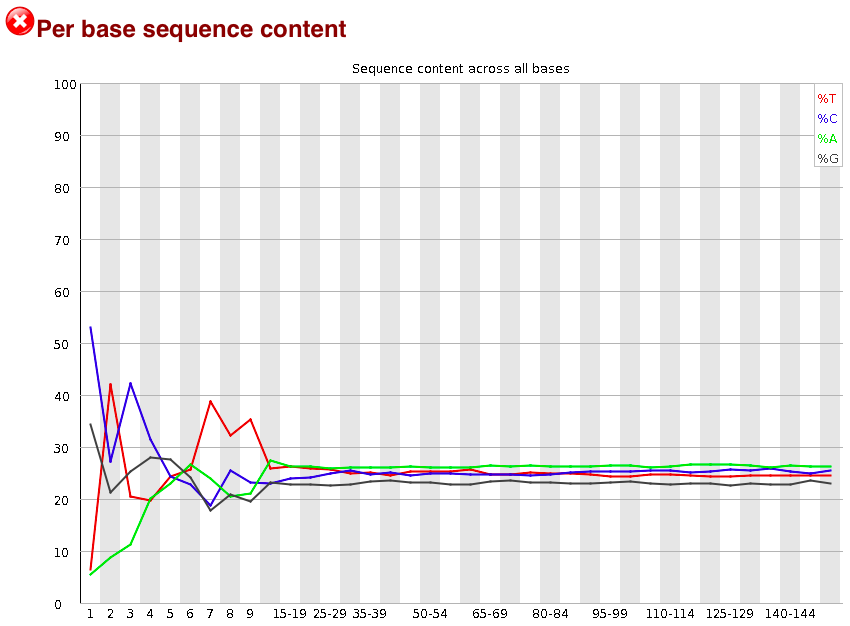 Per base sequence content
Sequence content across all bases
100
90
80
70
60
50
40
30
20
10
0
%T
%C
%A
%G
1 2 3 4 5 6 7 8 9 15-19 25-29 35-39 50-54 65-69 80-84 95-99 110-114 125-129 140-144